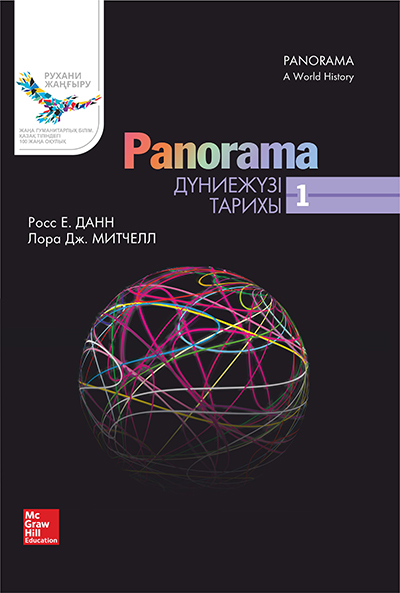 РУХАНИ
ЖАҢҒЫРУ
ЖАҢА ГУМАНИТАРЛЫҚ БІЛІМ.
ҚАЗАҚ ТІЛІНДЕГІ
100 ЖАҢА ОҚУЛЫҚ
PANORAMA
A World History
Panorama
ДҮНИЕЖҮЗІ
ТАРИХЫ 1
Росс Е. ДАНН
Лора Дж. МИТЧЕЛЛ
Mc
Graw
Hill
Education